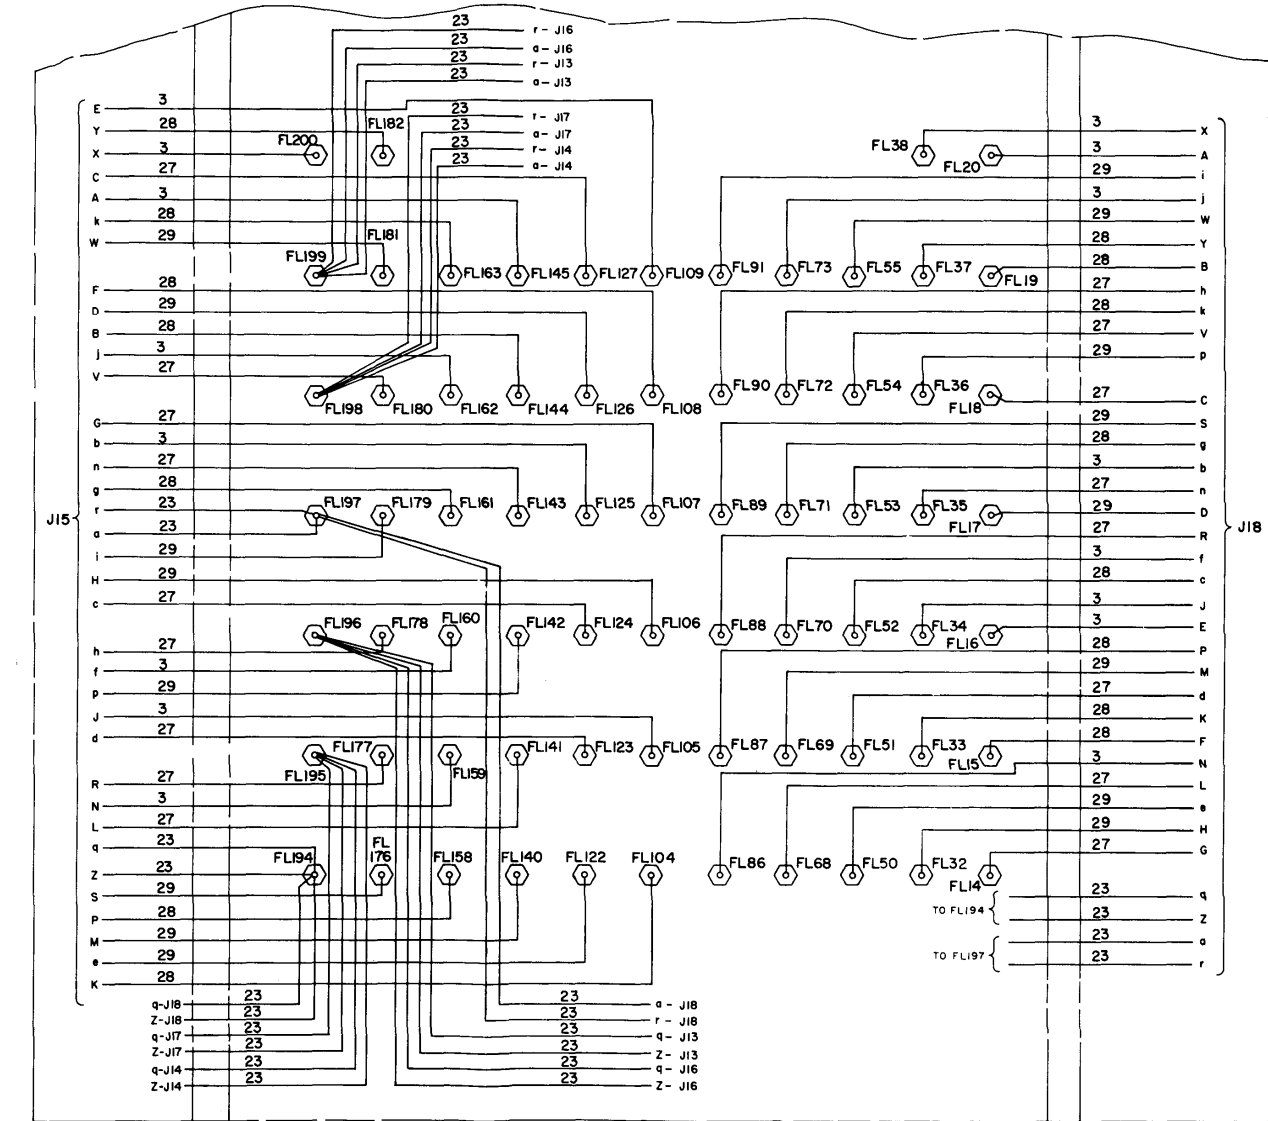 23 r - J16
23 a - J16
23 r - J13
23 a - J13
E 3
23 r - J17
Y 28 FL182
23 a - J17
X 3 FL200
23 r - J14
23 a - J14
C 27
A 3
k 28
W 29 FL181
FL199 FL163 FL145 FL127 FL109 FL91 FL73 FL55 FL37 FL19
FL38 FL20
3 X
3 A
29 i
3 j
29 W
28 Y
28 B
27 h
28 k
27 V
29 p
F 28
D 29
B 28
j 3
V 27
FL90 FL72 FL54 FL36
FL198 FL180 FL162 FL144 FL126 FL108 FL18
27 C
29 S
28 g
3 b
27 n
29 D
27 R
G 27
b 3
n 27
g 28
r 23
a 23
i 29
J15
J18
FL197 FL179 FL161 FL143 FL125 FL107 FL89 FL71 FL53 FL35 FL17
3 f
28 c
3 J
3 E
28 P
H 29
c 27
FL196 FL178 FL160 FL142 FL124 FL106 FL88 FL70 FL52 FL34 FL16
h 27
f 3
p 29
J 3
d 27
29 M
27 d
28 K
28 F
3 N
FL177 FL141 FL123 FL105 FL87 FL69 FL51 FL33 FL15
FL195 FL159
R 27
N 3
L 27
q 23
27 L
29 e
29 H
27 G
FL194 FL 176 FL158 FL140 FL122 FL104 FL86 FL68 FL50 FL32 FL14
Z 23
S 29
P 28
M 29
e 29
K 28
TO FL194 23 q
23 Z
TO FL197 23 a
23 r
q-J18 23
Z-J18 23
q-J17 23
Z-J17 23
q-J14 23
Z-J14 23
23 a - J18
23 r - J18
23 q - J13
23 Z - J13
23 q - J16
23 Z - J16